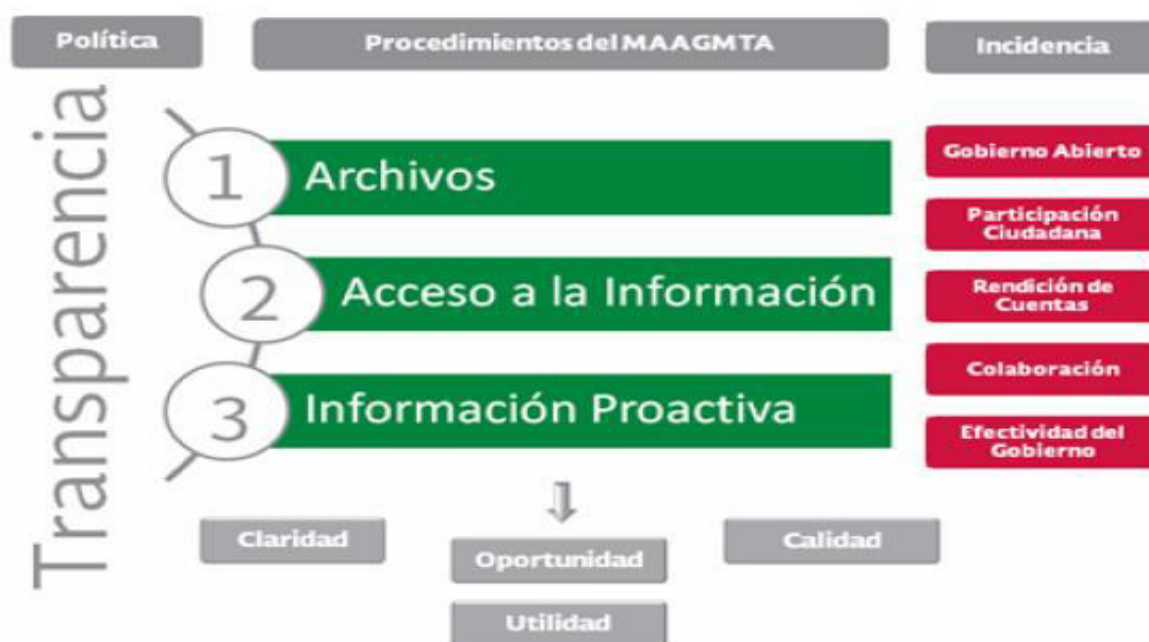 Política
Procedimientos del MAAGMTA
Incidencia
Transparencia
1 Archivos
2 Acceso a la Información
3 Información Proactiva
Gobierno Abierto
Participación
Ciudadana
Rendición de
Cuentas
Colaboración
Efectividad del
Gobierno
Claridad
Oportunidad
Calidad
Utilidad